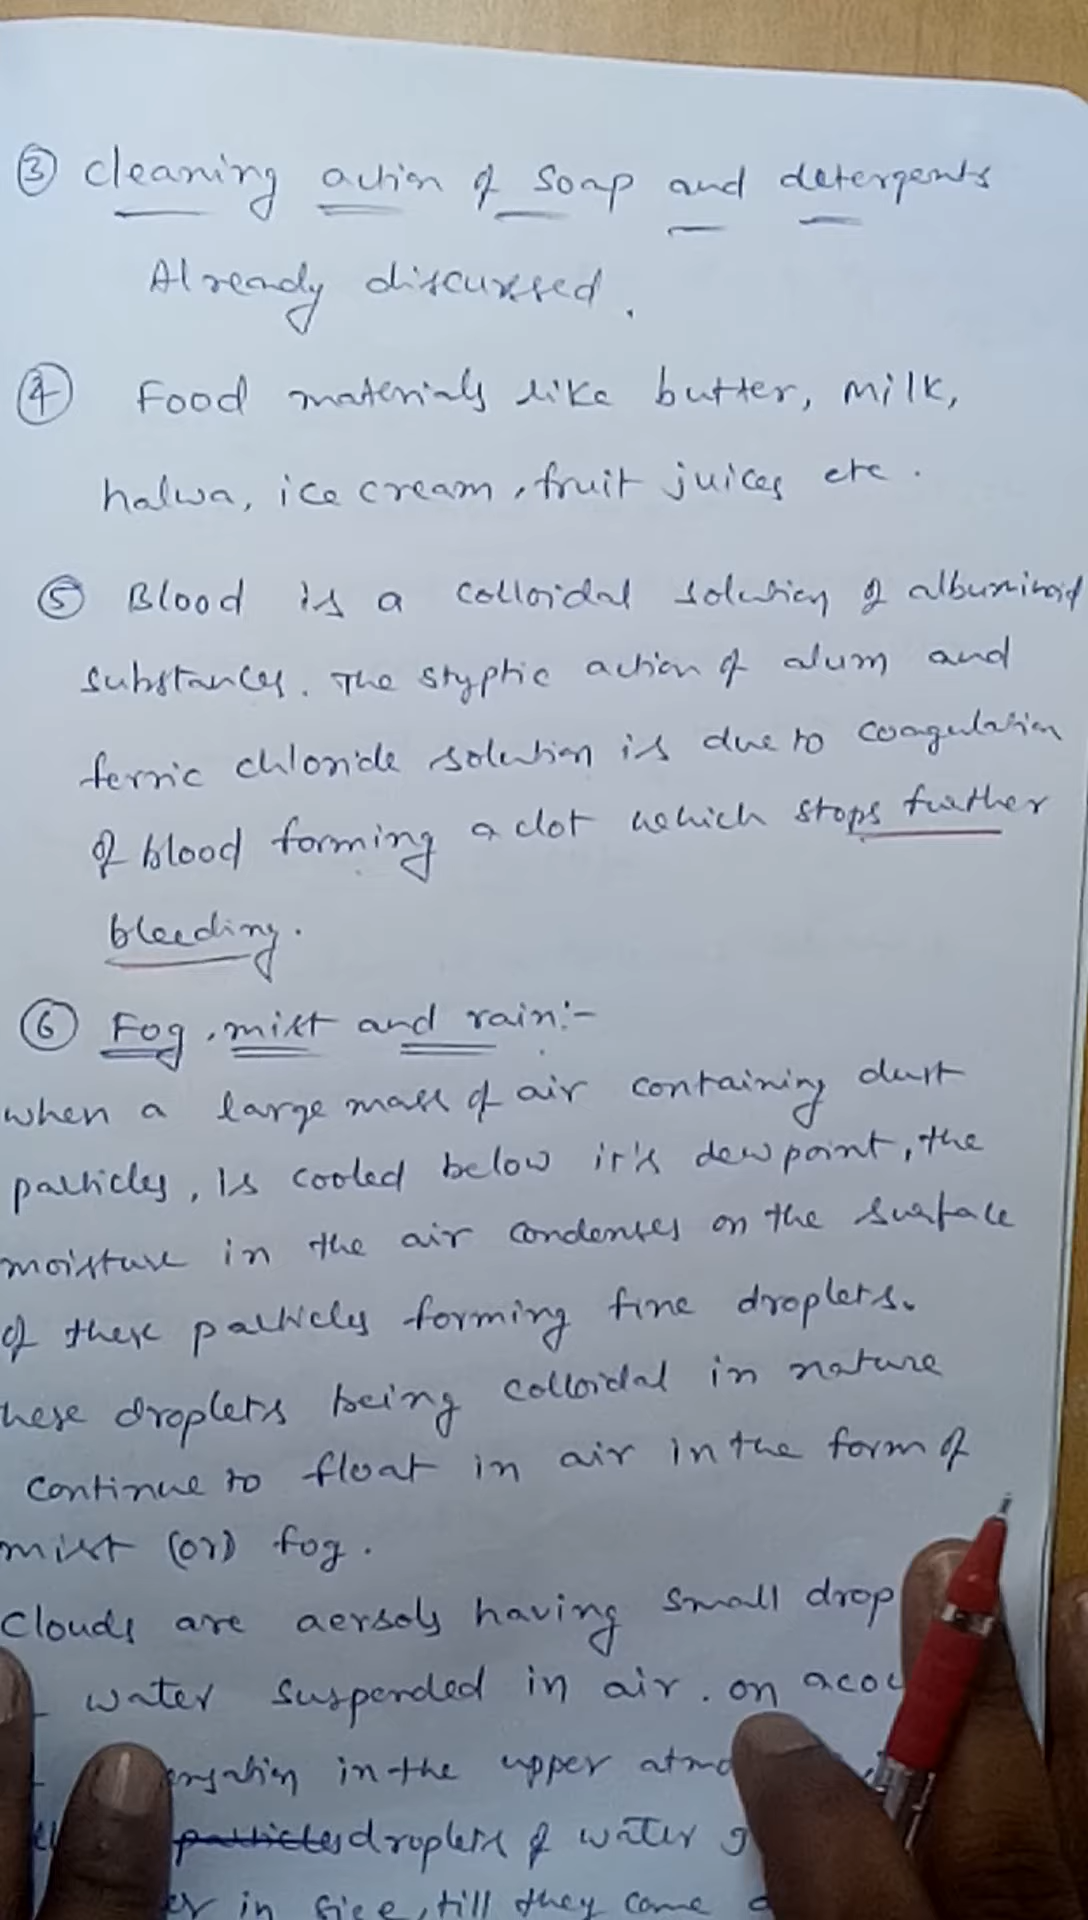 ③ cleaning action of soap and detergents
Already discussed.
④ Food materials like butter, milk,
halwa, ice cream, fruit juices etc.
⑤ Blood is a colloidal solution of albuminoid
substances. The styptic action of alum and
ferric chloride solution is due to coagulation
of blood forming a clot which stops further
bleeding.
⑥ Fog, mist and rain:-
when a large mass of air containing dust
particles, is cooled below it's dew point, the
moisture in the air condenses on the surface
of these particles forming fine droplets.
hese droplets being colloidal in nature
continue to float in air in the form of
mist (or) fog.
Clouds are aersols having small drop
water suspended in air. on acou
ensation in the upper atmo
particles droplets of water g
er in size, till they come